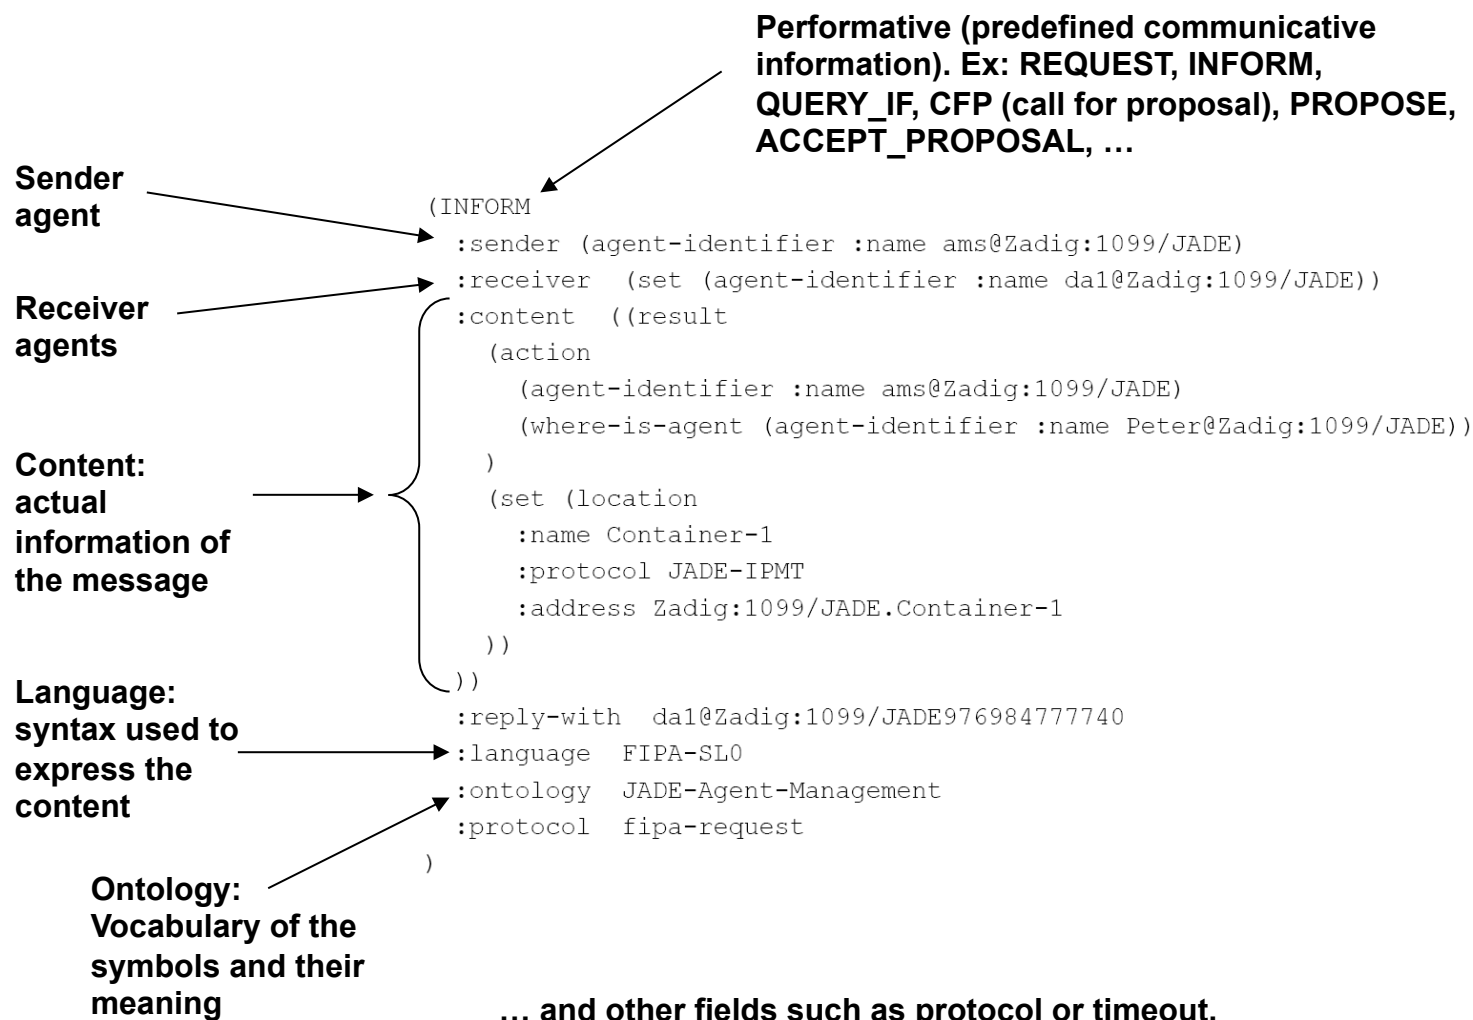 Performative (predefined communicative
information). Ex: REQUEST, INFORM,
QUERY_IF, CFP (call for proposal), PROPOSE,
ACCEPT_PROPOSAL, …
Sender
agent
Receiver
agents
Content:
actual
information of
the message
Language:
syntax used to
express the
content
Ontology:
Vocabulary of the
symbols and their
meaning
(INFORM
:sender (agent-identifier :name ams@Zadig:1099/JADE)
:receiver (set (agent-identifier :name da1@Zadig:1099/JADE))
:content ((result
(action
(agent-identifier :name ams@Zadig:1099/JADE)
(where-is-agent (agent-identifier :name Peter@Zadig:1099/JADE))
)
(set (location
:name Container-1
:protocol JADE-IPMT
:address Zadig:1099/JADE.Container-1
))
))
:reply-with da1@Zadig:1099/JADE976984777740
:language FIPA-SL0
:ontology JADE-Agent-Management
:protocol fipa-request
)
… and other fields such as protocol or timeout.